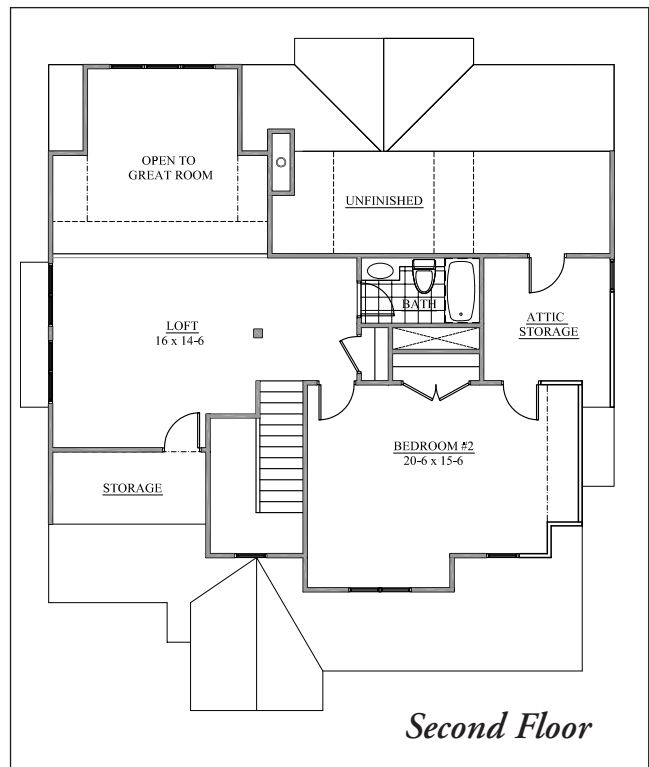 OPEN TO
GREAT ROOM
UNFINISHED
BATH
LOFT
16 x 14-6
ATTIC
STORAGE
BEDROOM #2
20-6 x 15-6
STORAGE
Second Floor